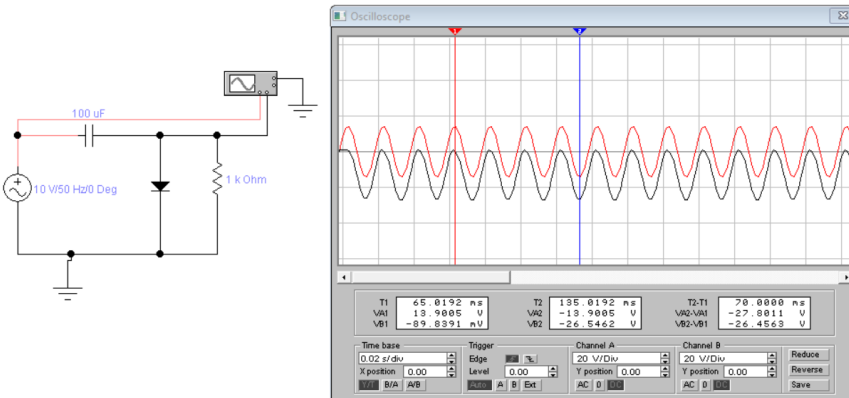 Oscilloscope
1 2
100 uF
10 V/50 Hz/0 Deg
1 k Ohm
T1 65.0192 ms
VA1 13.9005 V
VB1 -89.8391 mV
T2 135.0192 ms
VA2 -13.9005 V
VB2 -26.5462 V
T2-T1 70.0000 ms
VA2-VA1 -27.8011 V
VB2-VB1 -26.4563 V
Time base
0.02 s/div
X position 0.00
Y/T B/A A/B
Trigger
Edge
Level 0.00
Auto A B Ext
Channel A
20 V/Div
Y position 0.00
AC 0 DC
Channel B
20 V/Div
Y position 0.00
AC 0 DC
Reduce
Reverse
Save